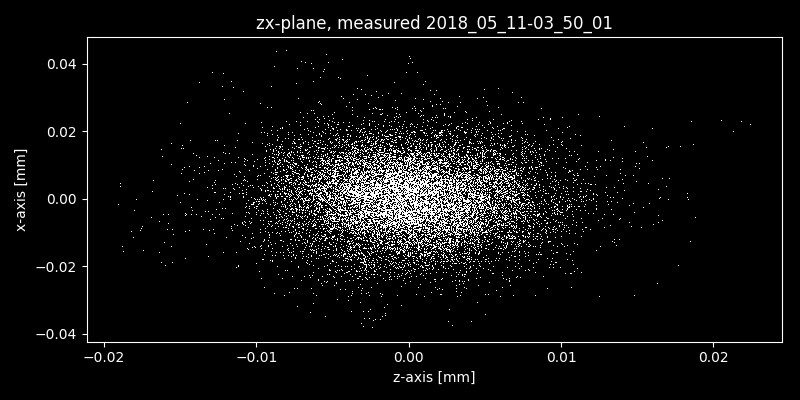 zx-plane, measured 2018_05_11-03_50_01
0.04
0.02
0.00
−0.02
−0.04
x-axis [mm]
−0.02 −0.01 0.00 0.01 0.02
z-axis [mm]